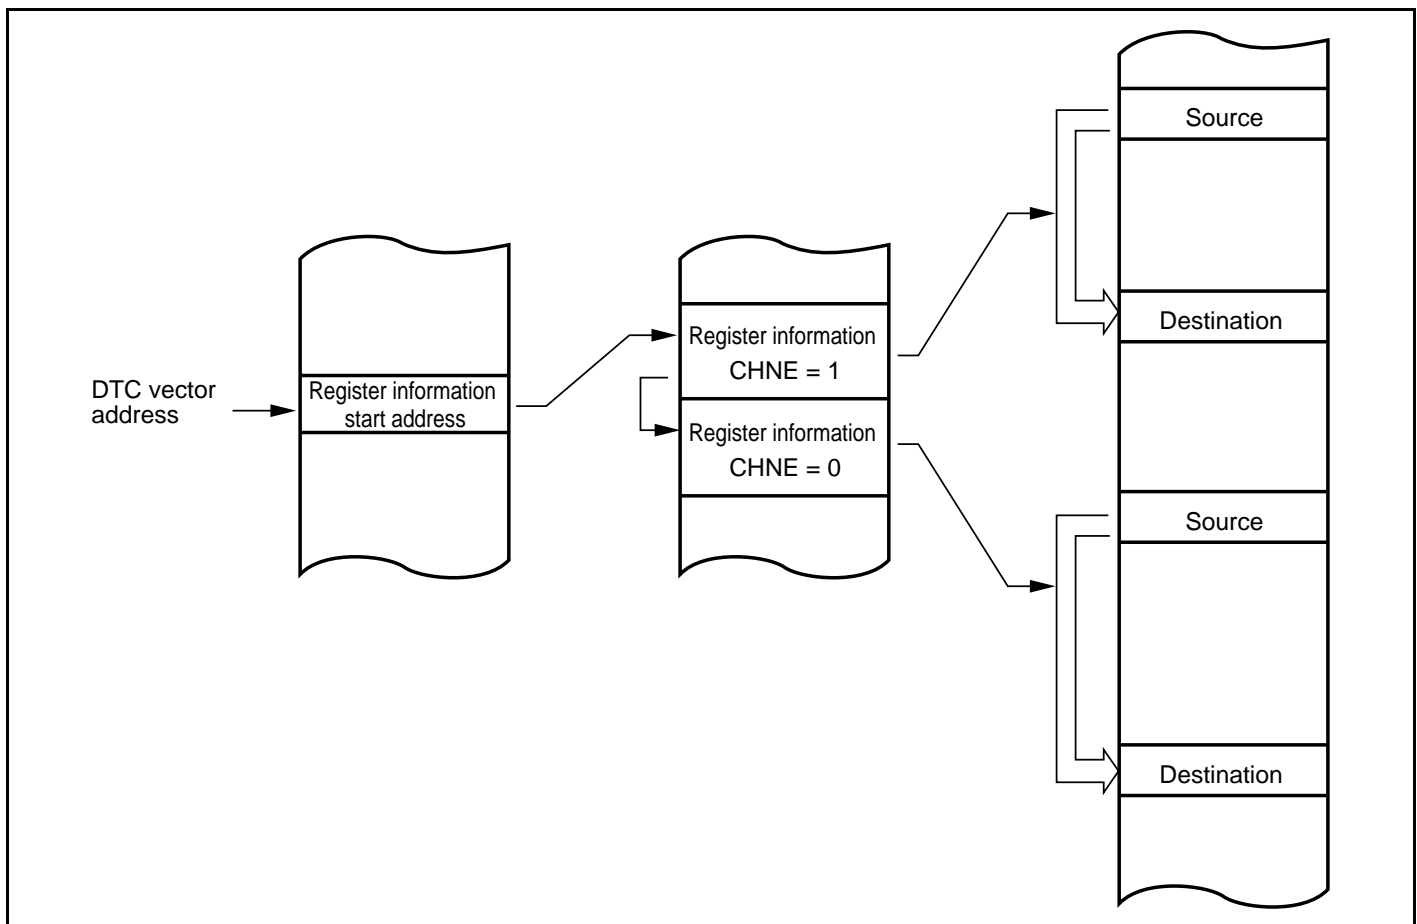 DTC vector
address
Register information
start address
Register information
CHNE = 1
Register information
CHNE = 0
Source
Destination
Source
Destination